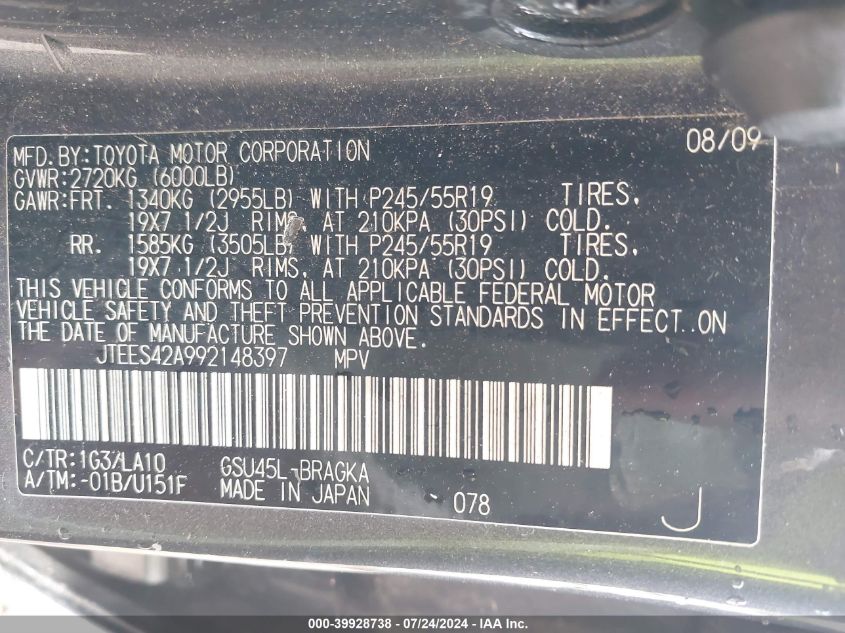 08/09
MFD.BY:TOYOTA MOTOR CORPORATION
GVWR:2720KG (6000LB)
GAWR:FRT. 1340KG (2955LB) WITH P245/55R19 TIRES,
19X7 1/2J RIMS, AT 210KPA (30PSI) COLD.
RR. 1585KG (3505LB) WITH P245/55R19 TIRES,
19X7 1/2J RIMS, AT 210KPA (30PSI) COLD.
THIS VEHICLE CONFORMS TO ALL APPLICABLE FEDERAL MOTOR
VEHICLE SAFETY AND THEFT PREVENTION STANDARDS IN EFFECT ON
THE DATE OF MANUFACTURE SHOWN ABOVE.
JTEES42A992148397 MPV
C/TR:1G3/LA10 GSU45L-BRAGKA
A/TM:-01B/U151F MADE IN JAPAN 078 J
000-39928738 - 07/24/2024 - © IAA, Inc.